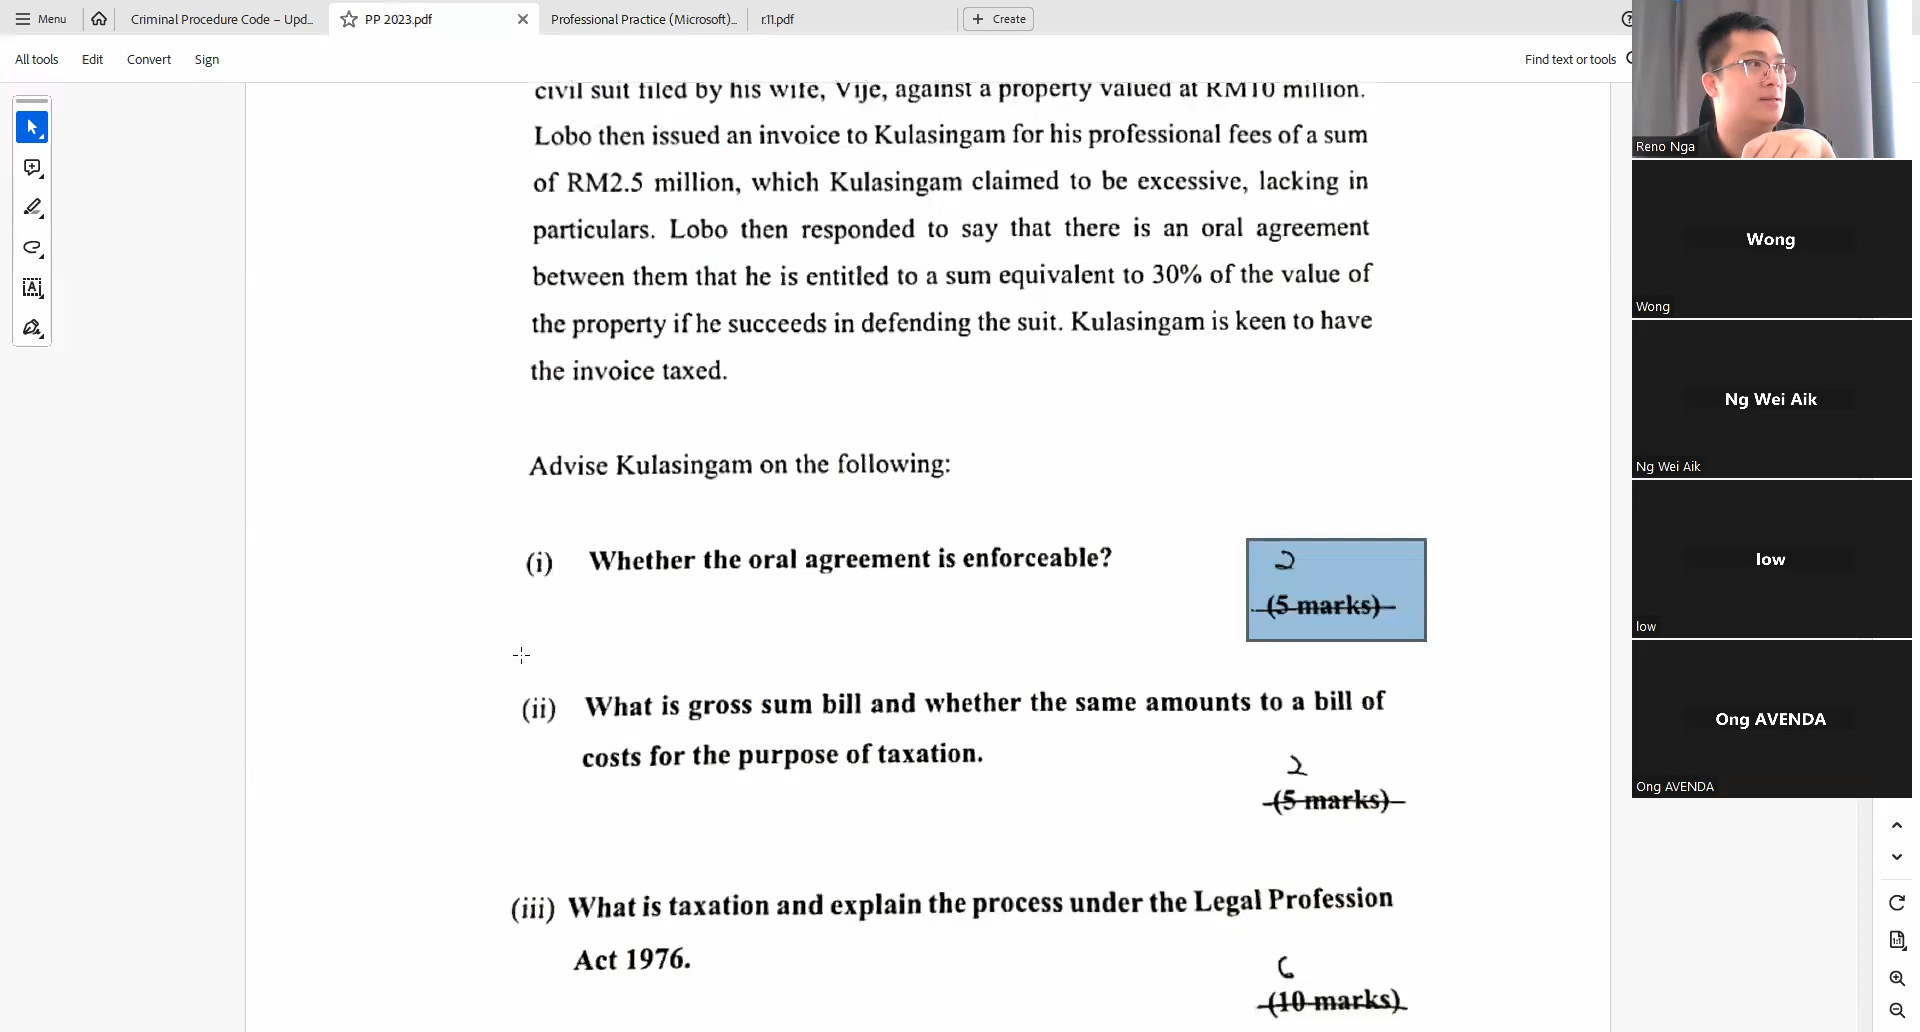 Menu
Criminal Procedure Code – Upd...
PP 2023.pdf
Professional Practice (Microsoft)...
r11.pdf
Create
All tools
Edit
Convert
Sign
Find text or tools
civil suit filed by his wife, Vije, against a property valued at RM10 million.
Lobo then issued an invoice to Kulasingam for his professional fees of a sum
of RM2.5 million, which Kulasingam claimed to be excessive, lacking in
particulars. Lobo then responded to say that there is an oral agreement
between them that he is entitled to a sum equivalent to 30% of the value of
the property if he succeeds in defending the suit. Kulasingam is keen to have
the invoice taxed.
Advise Kulasingam on the following:
(i) Whether the oral agreement is enforceable?
2
(5 marks)
(ii) What is gross sum bill and whether the same amounts to a bill of
costs for the purpose of taxation.
2
(5 marks)
(iii) What is taxation and explain the process under the Legal Profession
Act 1976.
6
(10 marks)
Reno Nga
Wong
Wong
Ng Wei Aik
Ng Wei Aik
low
low
Ong AVENDA
Ong AVENDA